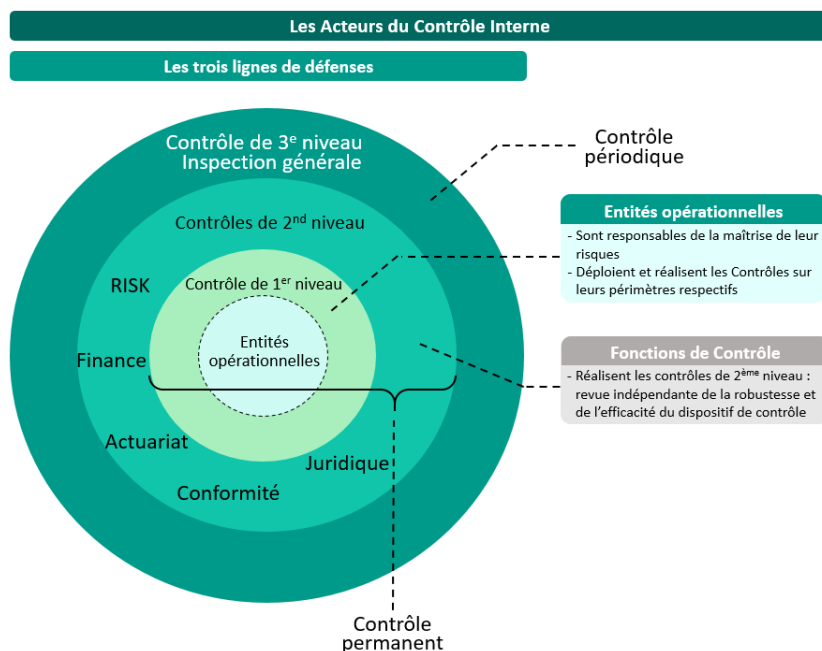 Les Acteurs du Contrôle Interne
Les trois lignes de défenses
Contrôle de 3e niveau
Inspection générale
Contrôle
périodique
Contrôles de 2nd niveau
RISK
Contrôle de 1er niveau
Entités
opérationnelles
Finance
Actuariat
Juridique
Conformité
Contrôle
permanent
Entités opérationnelles
- Sont responsables de la maîtrise de leur
risques
- Déploient et réalisent les Contrôles sur
leurs périmètres respectifs
Fonctions de Contrôle
- Réalisent les contrôles de 2ème niveau :
revue indépendante de la robustesse et
de l'efficacité du dispositif de contrôle